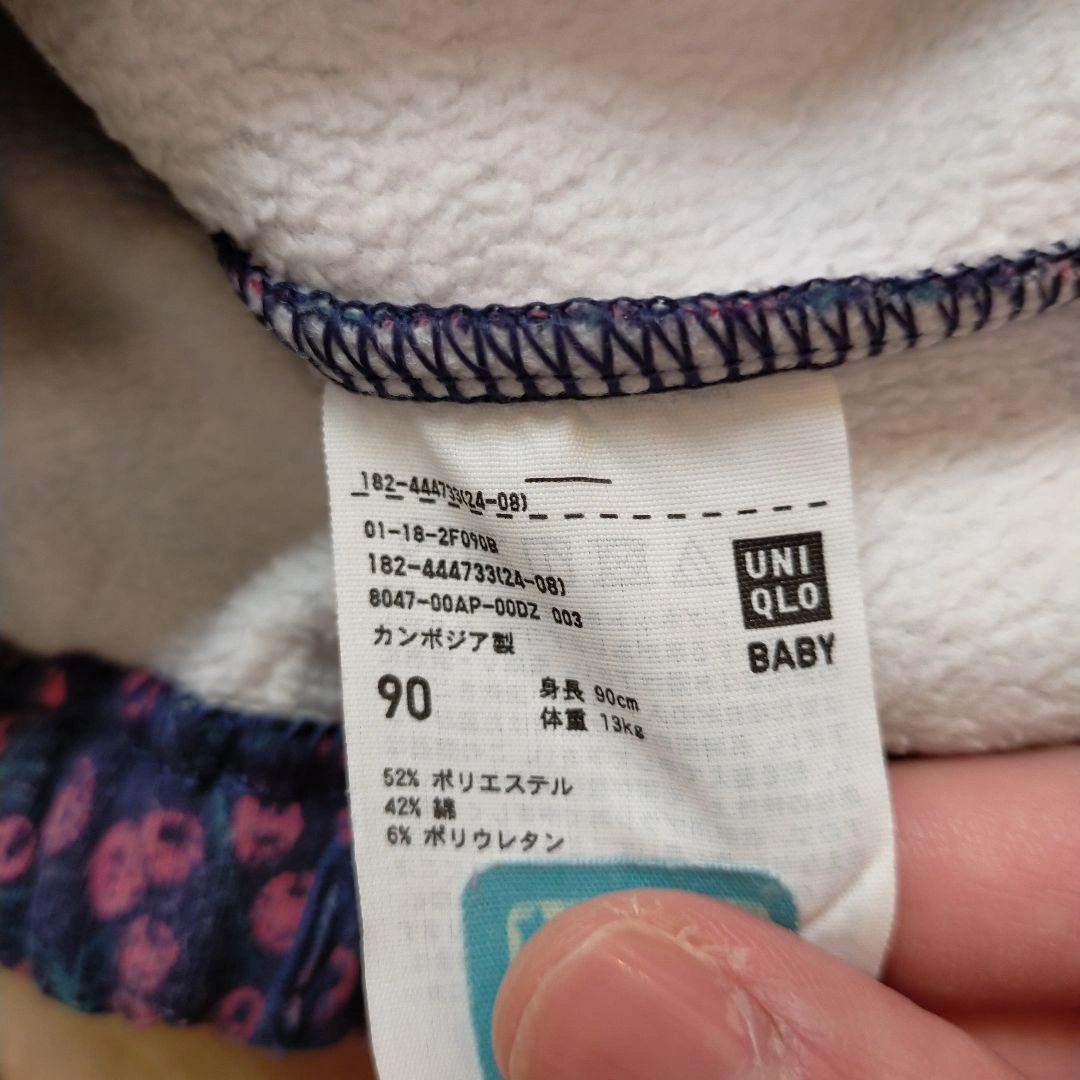 182-444733(24-08)
01-18-2F090B
182-444733(24-08)
8047-00AP-00DZ 003
カンボジア製
UNI
QLO
BABY
90
身長 90cm
体重 13kg
52% ポリエステル
42% 綿
6% ポリウレタン